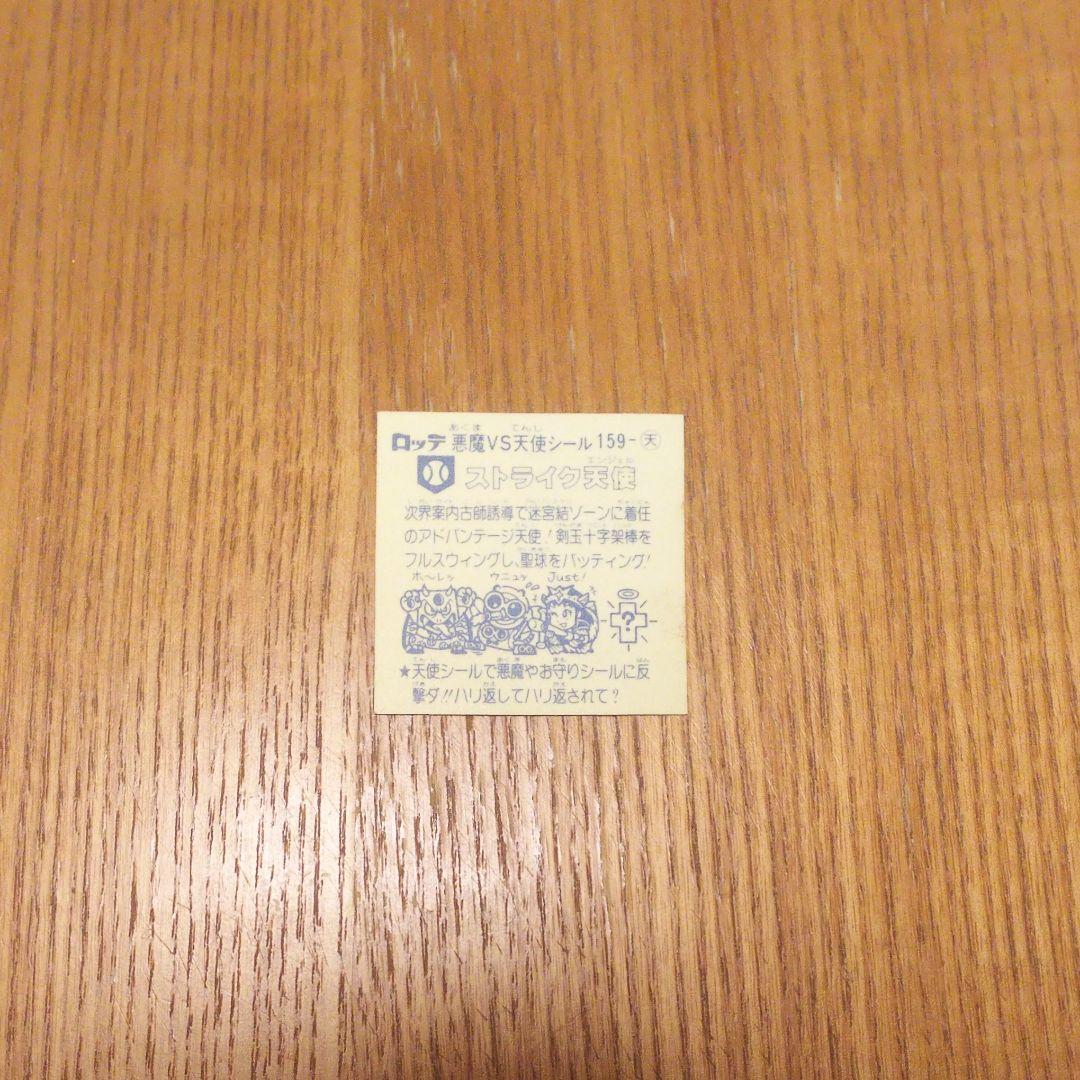 ロッテ 悪魔VS天使シール 159-天
ストライク天使
次界案内古師誘導で迷宮結ゾーンに着任
のアドバンテージ天使!剣玉十字架棒を
フルスウィングし、聖球をバッティング!
ホ〜レッ ウニュゥ Just!
?
★天使シールで悪魔やお守りシールに反
撃ダ!!ハリ返してハリ返されて?